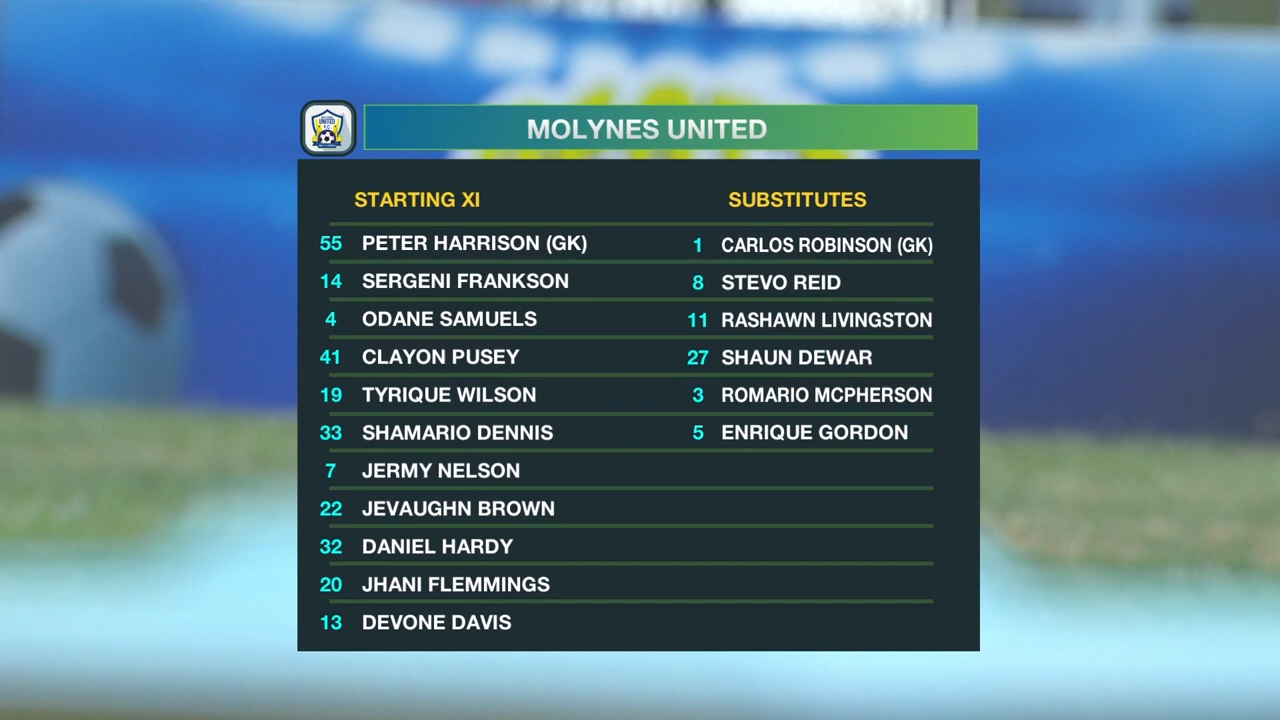 MOLYNES UNITED
STARTING XI
55 PETER HARRISON (GK)
14 SERGENI FRANKSON
4 ODANE SAMUELS
41 CLAYON PUSEY
19 TYRIQUE WILSON
33 SHAMARIO DENNIS
7 JERMY NELSON
22 JEVAUGHN BROWN
32 DANIEL HARDY
20 JHANI FLEMMINGS
13 DEVONE DAVIS
SUBSTITUTES
1 CARLOS ROBINSON (GK)
8 STEVO REID
11 RASHAWN LIVINGSTON
27 SHAUN DEWAR
3 ROMARIO MCPHERSON
5 ENRIQUE GORDON